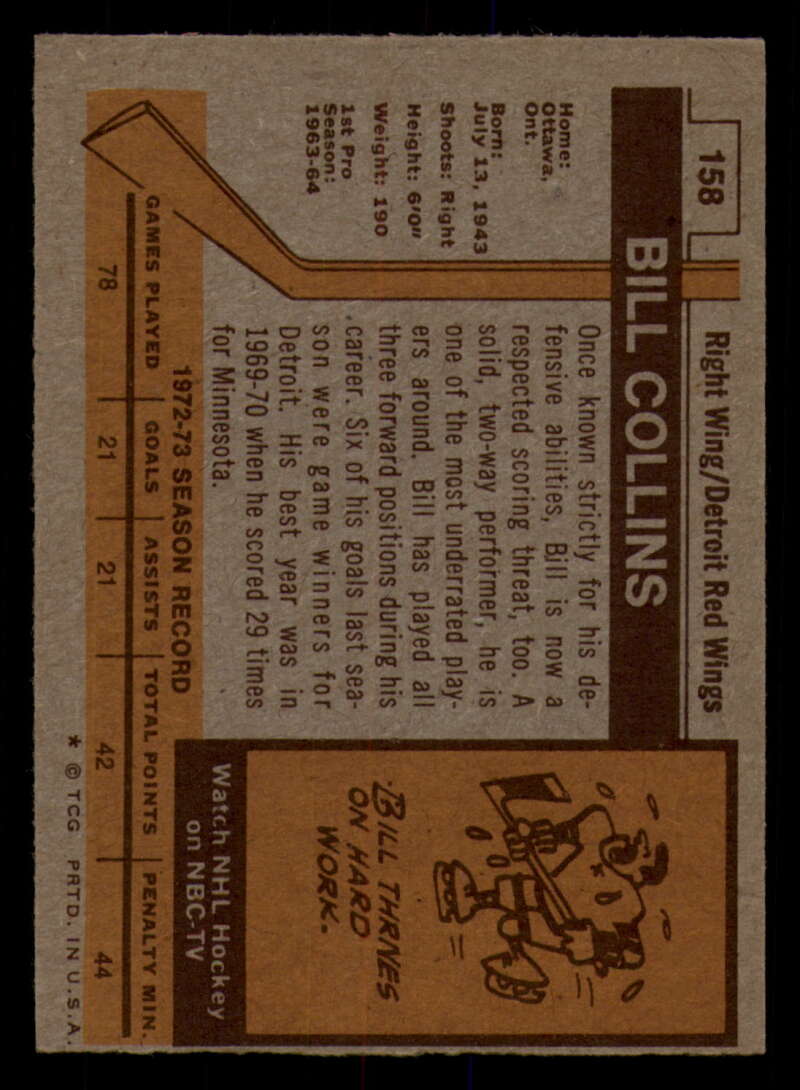 158
Right Wing/Detroit Red Wings
BILL COLLINS
Home:
Ottawa,
Ont.
Born:
July 13, 1943
Shoots: Right
Height: 6'0"
Weight: 190
1st Pro
Season:
1963-64
Once known strictly for his de-
fensive abilities, Bill is now a
respected scoring threat, too. A
solid, two-way performer, he is
one of the most underrated play-
ers around. Bill has played all
three forward positions during his
career. Six of his goals last sea-
son were game winners for
Detroit. His best year was in
1969-70 when he scored 29 times
for Minnesota.
BILL THRIVES
ON HARD
WORK.
Watch NHL Hockey
on NBC-TV
1972-73 SEASON RECORD
GAMES PLAYED GOALS ASSISTS TOTAL POINTS PENALTY MIN.
78 21 21 42 44
* © TCG PRTD. IN U.S.A.